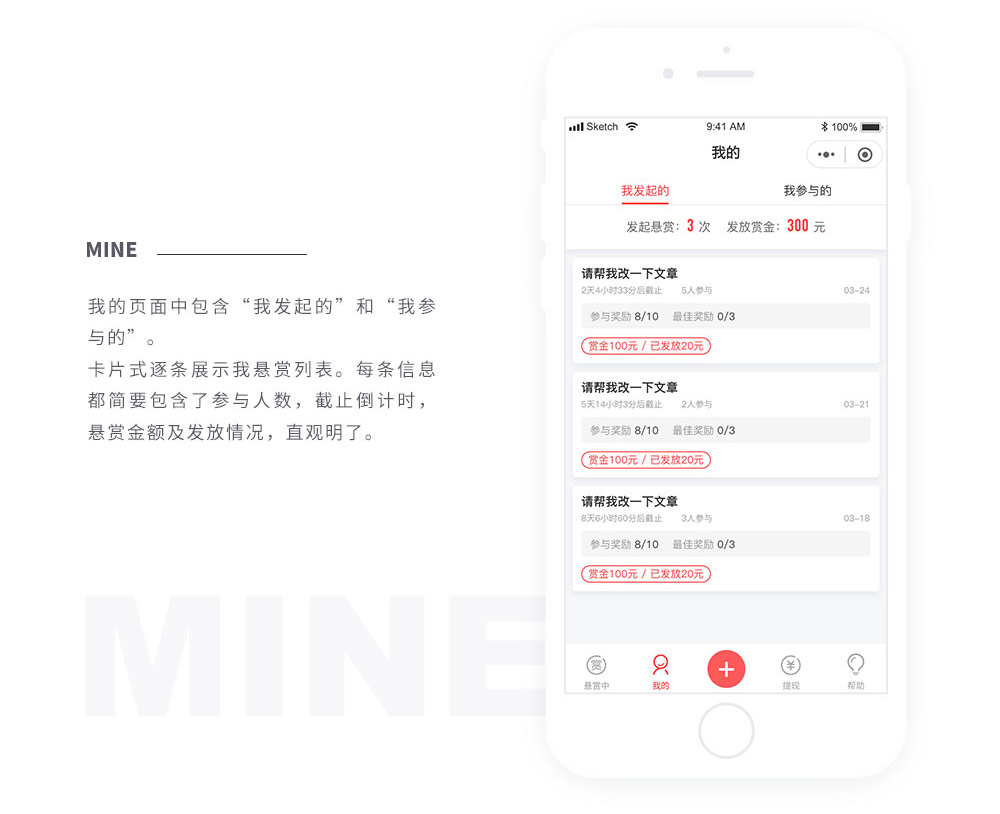 MINE
我的页面中包含“我发起的”和“我参
与的”。
卡片式逐条展示我悬赏列表。每条信息
都简要包含了参与人数，截止倒计时，
悬赏金额及发放情况，直观明了。
MINE
Sketch 9:41 AM 100%
我的
我发起的 我参与的
发起悬赏：3 次 发放赏金：300 元
请帮我改一下文章
2天4小时33分后截止 5人参与 03-24
参与奖励 8/10 最佳奖励 0/3
赏金100元 / 已发放20元
请帮我改一下文章
5天14小时3分后截止 2人参与 03-21
参与奖励 8/10 最佳奖励 0/3
赏金100元 / 已发放20元
请帮我改一下文章
8天6小时60分后截止 3人参与 03-18
参与奖励 8/10 最佳奖励 0/3
赏金100元 / 已发放20元
赏 ¥
悬赏中 我的 提现 帮助